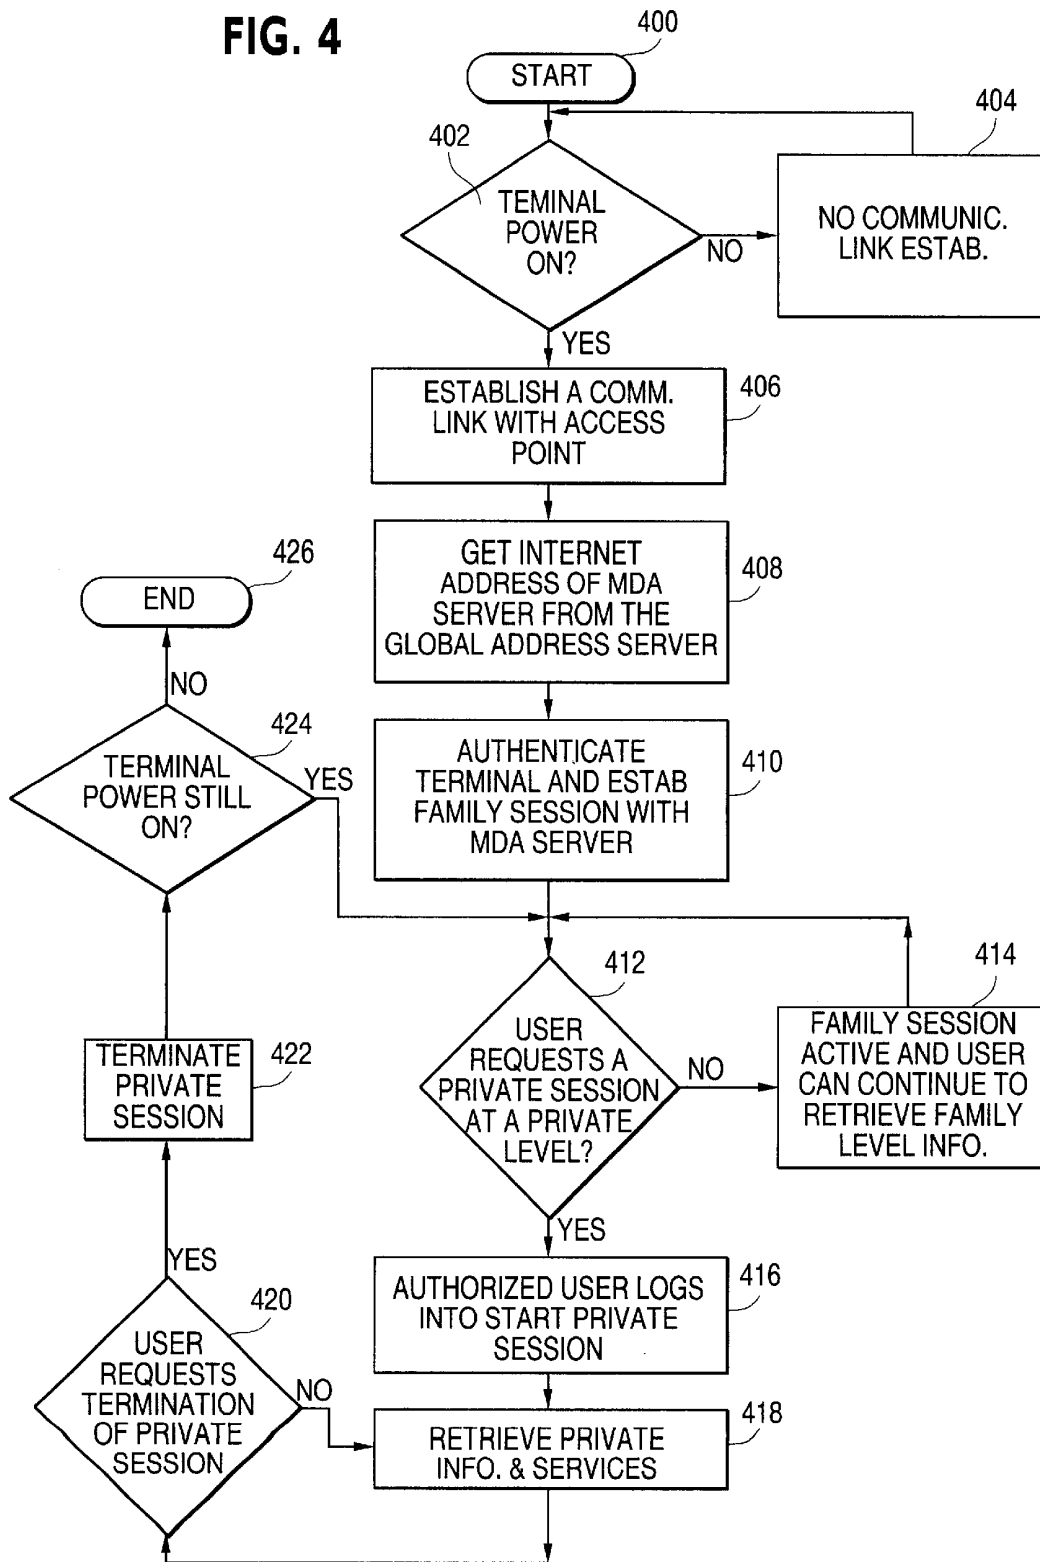 FIG. 4
400
START
402
404
TEMINAL
POWER
ON?
NO
NO COMMUNIC.
LINK ESTAB.
YES
ESTABLISH A COMM.
LINK WITH ACCESS
POINT
406
GET INTERNET
ADDRESS OF MDA
SERVER FROM THE
GLOBAL ADDRESS SERVER
408
426
END
NO
424
TERMINAL
POWER STILL
ON?
YES
AUTHENTICATE
TERMINAL AND ESTAB
FAMILY SESSION WITH
MDA SERVER
410
412
USER
REQUESTS A
PRIVATE SESSION
AT A PRIVATE
LEVEL?
NO
414
FAMILY SESSION
ACTIVE AND USER
CAN CONTINUE TO
RETRIEVE FAMILY
LEVEL INFO.
TERMINATE
PRIVATE
SESSION
422
YES
YES
AUTHORIZED USER LOGS
INTO START PRIVATE
SESSION
416
420
USER
REQUESTS
TERMINATION
OF PRIVATE
SESSION
NO
RETRIEVE PRIVATE
INFO. & SERVICES
418